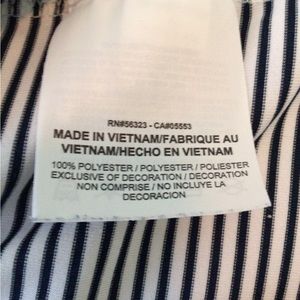 RN#56323 - CA#05553
MADE IN VIETNAM/FABRIQUE AU
VIETNAM/HECHO EN VIETNAM
100% POLYESTER / POLYESTER / POLIESTER
EXCLUSIVE OF DECORATION / DECORATION
NON COMPRISE / NO INCLUYE LA
DECORACION